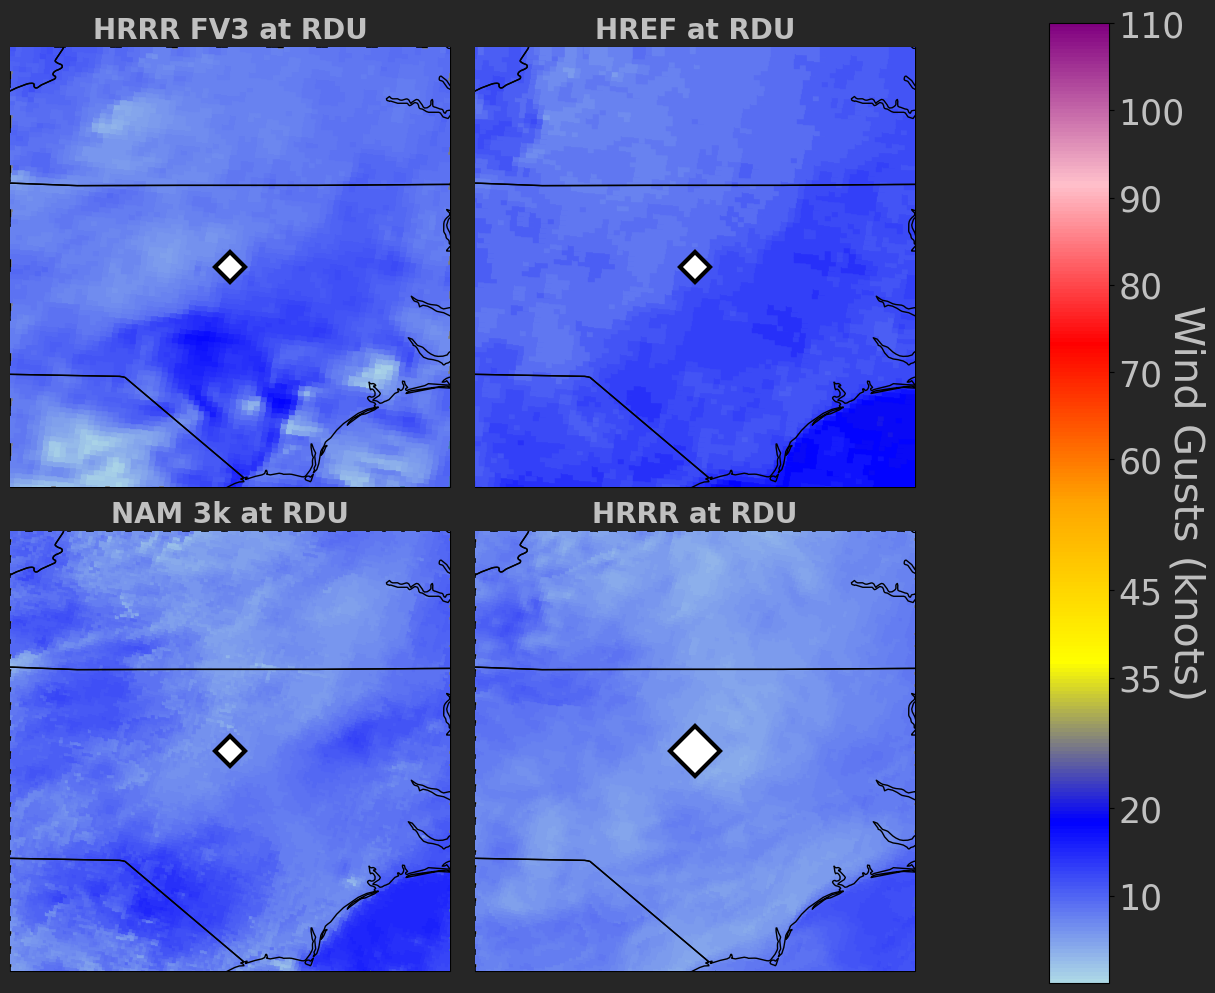 HRRR FV3 at RDU
HREF at RDU
NAM 3k at RDU
HRRR at RDU
110
100
90
80
70
60
45
35
20
10
Wind Gusts (knots)